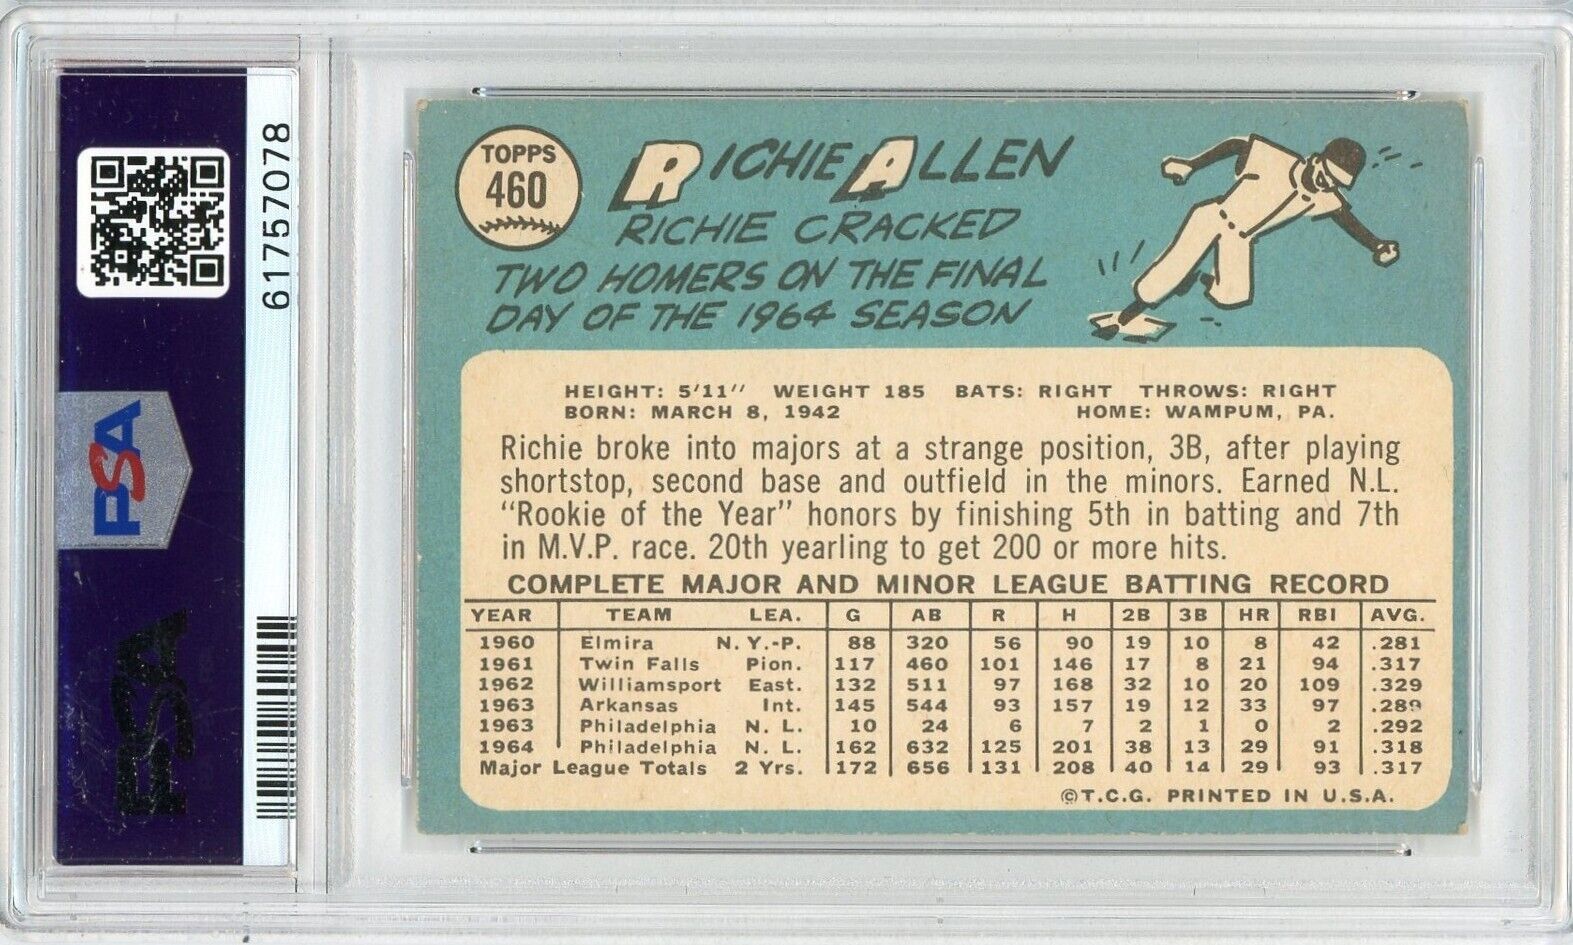 61757078
PSA
PSA
TOPPS
460
RICHIE ALLEN
RICHIE CRACKED
TWO HOMERS ON THE FINAL
DAY OF THE 1964 SEASON
HEIGHT: 5'11" WEIGHT 185 BATS: RIGHT THROWS: RIGHT
BORN: MARCH 8, 1942 HOME: WAMPUM, PA.
Richie broke into majors at a strange position, 3B, after playing
shortstop, second base and outfield in the minors. Earned N.L.
"Rookie of the Year" honors by finishing 5th in batting and 7th
in M.V.P. race. 20th yearling to get 200 or more hits.
COMPLETE MAJOR AND MINOR LEAGUE BATTING RECORD
YEAR TEAM LEA. G AB R H 2B 3B HR RBI AVG.
1960 Elmira N.Y.-P. 88 320 56 90 19 10 8 42 .281
1961 Twin Falls Pion. 117 460 101 146 17 8 21 94 .317
1962 Williamsport East. 132 511 97 168 32 10 20 109 .329
1963 Arkansas Int. 145 544 93 157 19 12 33 97 .289
1963 Philadelphia N. L. 10 24 6 7 2 1 0 2 .292
1964 Philadelphia N. L. 162 632 125 201 38 13 29 91 .318
Major League Totals 2 Yrs. 172 656 131 208 40 14 29 93 .317
©T.C.G. PRINTED IN U.S.A.